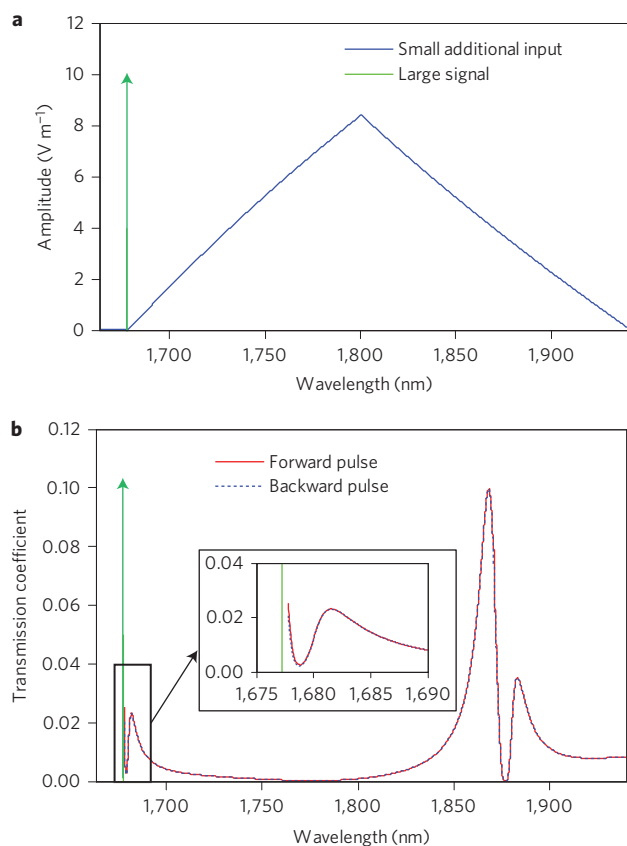 a
12
10
8
6
4
2
0
Amplitude (V m⁻¹)
Small additional input
Large signal
1,700 1,750 1,800 1,850 1,900
Wavelength (nm)
b
0.12
0.10
0.08
0.06
0.04
0.02
0.00
Transmission coefficient
Forward pulse
Backward pulse
0.04
0.02
0.00
1,675 1,680 1,685 1,690
1,700 1,750 1,800 1,850 1,900
Wavelength (nm)